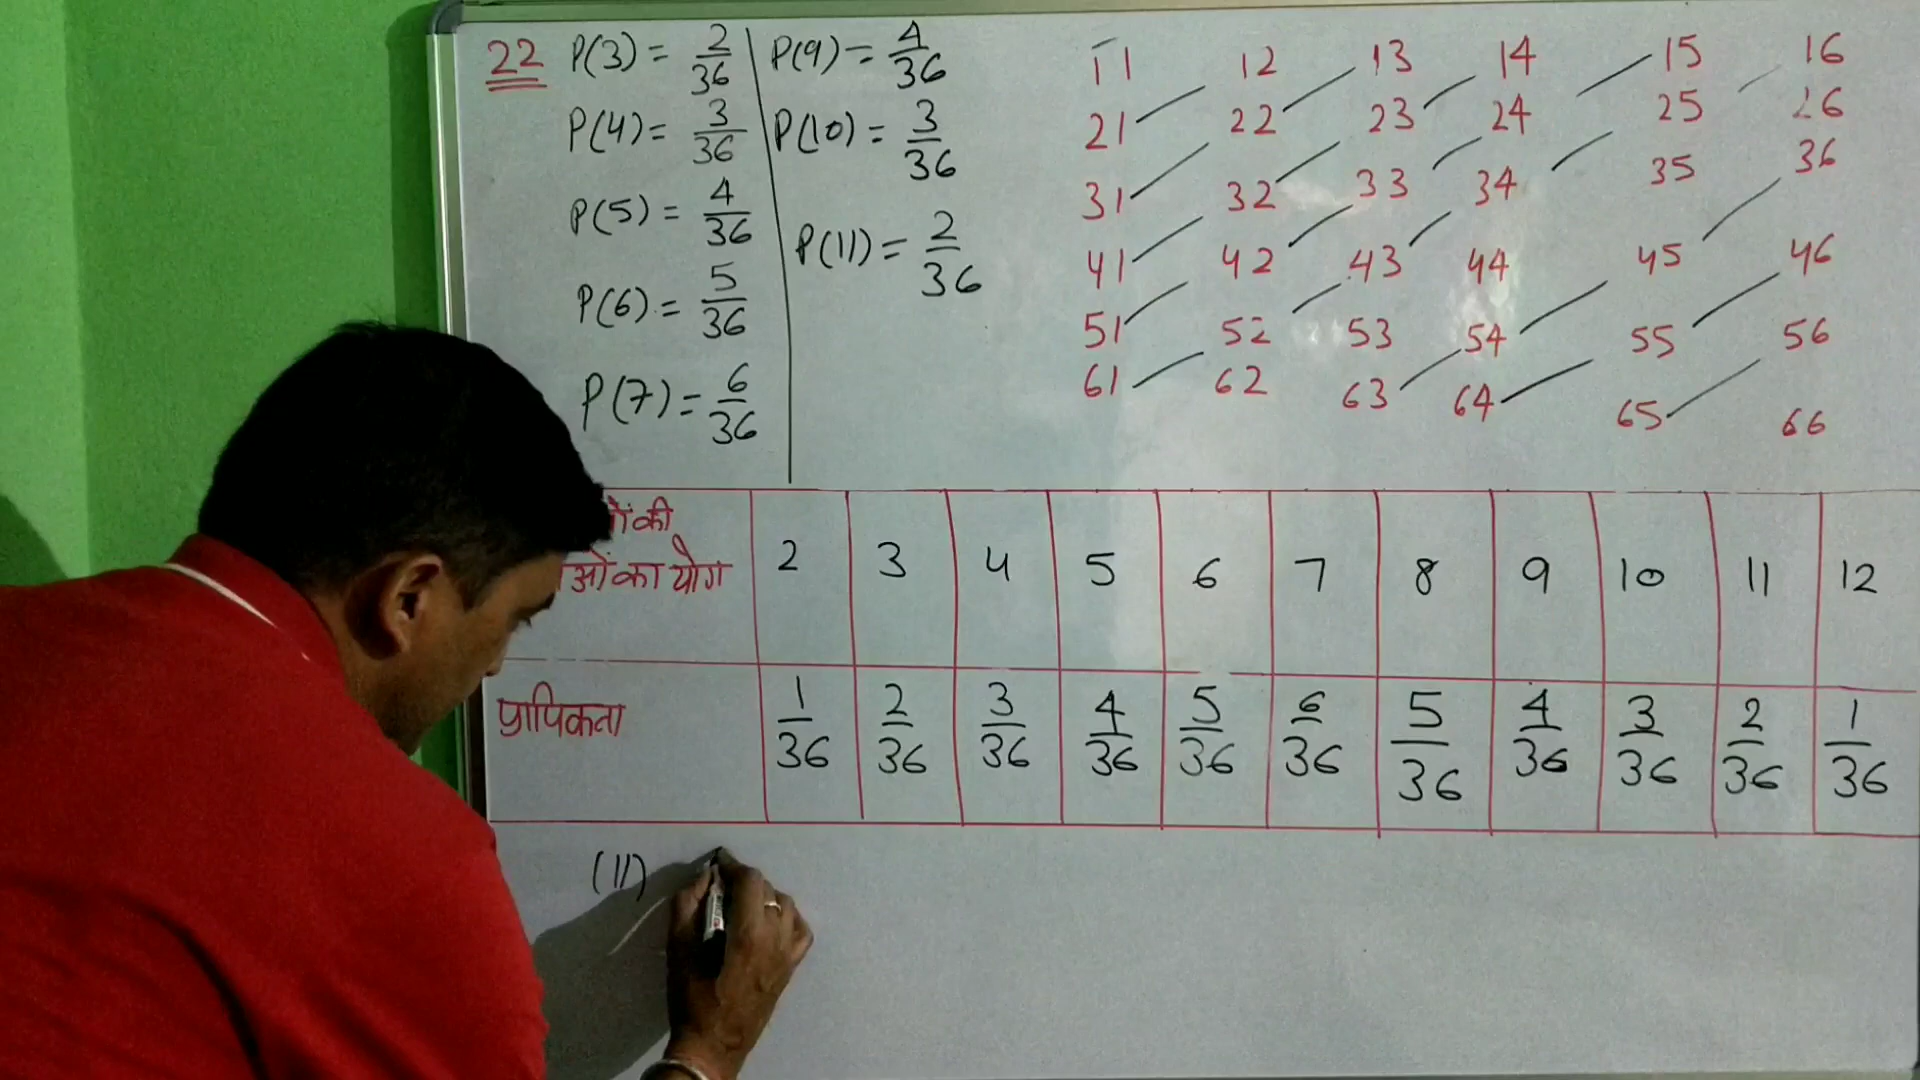 22 P(3) = 2/36
P(4) = 3/36
P(5) = 4/36
P(6) = 5/36
P(7) = 6/36
P(9) = 4/36
P(10) = 3/36
P(11) = 2/36
11 12 13 14 15 16
21 22 23 24 25 26
31 32 33 34 35 36
41 42 43 44 45 46
51 52 53 54 55 56
61 62 63 64 65 66
की
का योग 2 3 4 5 6 7 8 9 10 11 12
प्रायिकता 1/36 2/36 3/36 4/36 5/36 6/36 5/36 4/36 3/36 2/36 1/36
(II)